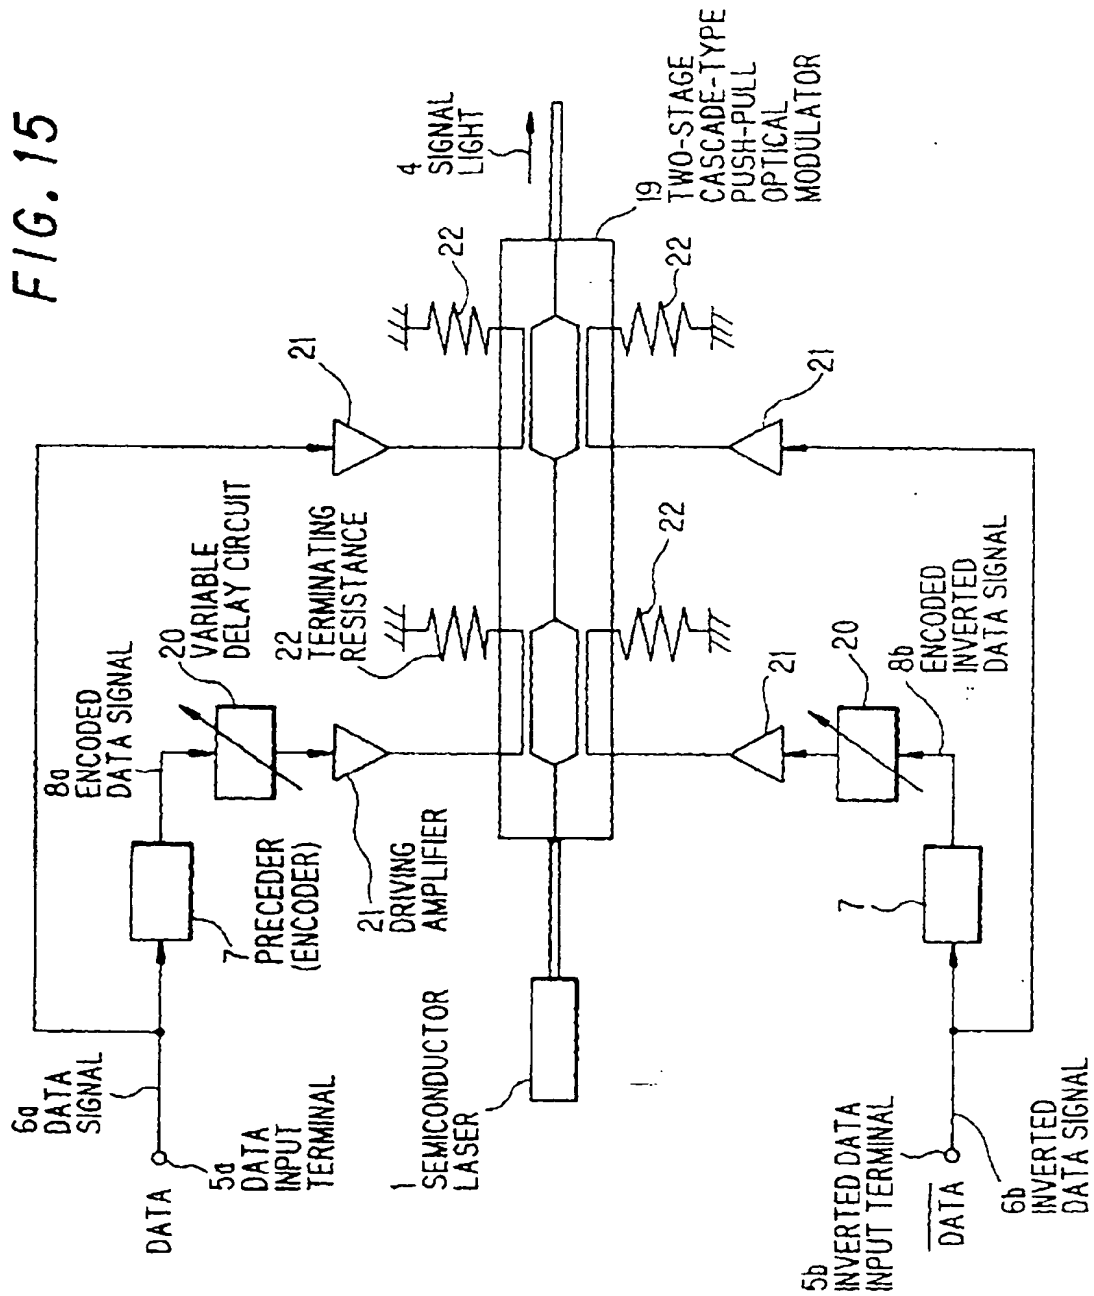 FIG. 15
6a
DATA
SIGNAL
DATA
5a
DATA
INPUT
TERMINAL
7
PRECEDER
(ENCODER)
8a
ENCODED
DATA SIGNAL
20
VARIABLE
DELAY CIRCUIT
21
DRIVING
AMPLIFIER
22
TERMINATING
RESISTANCE
21
22
4
SIGNAL
LIGHT
1
SEMICONDUCTOR
LASER
19
TWO-STAGE
CASCADE-TYPE
PUSH-PULL
OPTICAL
MODULATOR
22
22
21
21
20
8b
ENCODED
INVERTED
DATA SIGNAL
7
5b
INVERTED DATA
INPUT TERMINAL
DATA
6b
INVERTED
DATA SIGNAL